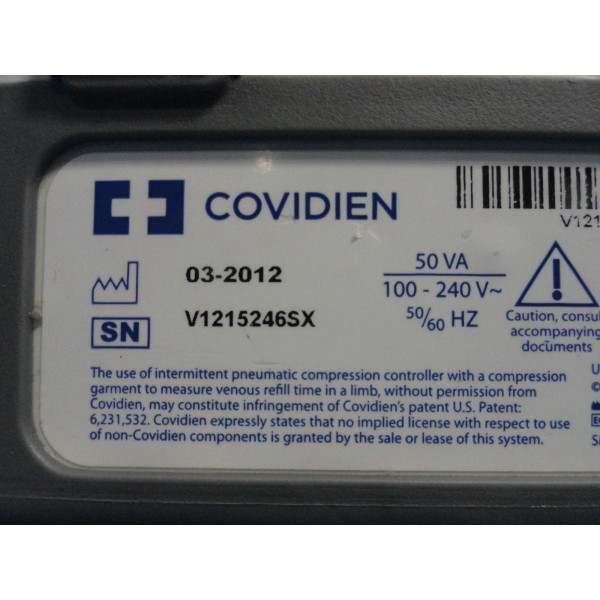 COVIDIEN
V121
03-2012
SN V1215246SX
50 VA
100 - 240 V~
50/60 HZ
Caution, consul
accompanying
documents
The use of intermittent pneumatic compression controller with a compression
garment to measure venous refill time in a limb, without permission from
Covidien, may constitute infringement of Covidien's patent U.S. Patent:
6,231,532. Covidien expressly states that no implied license with respect to use
of non-Covidien components is granted by the sale or lease of this system.
U
©